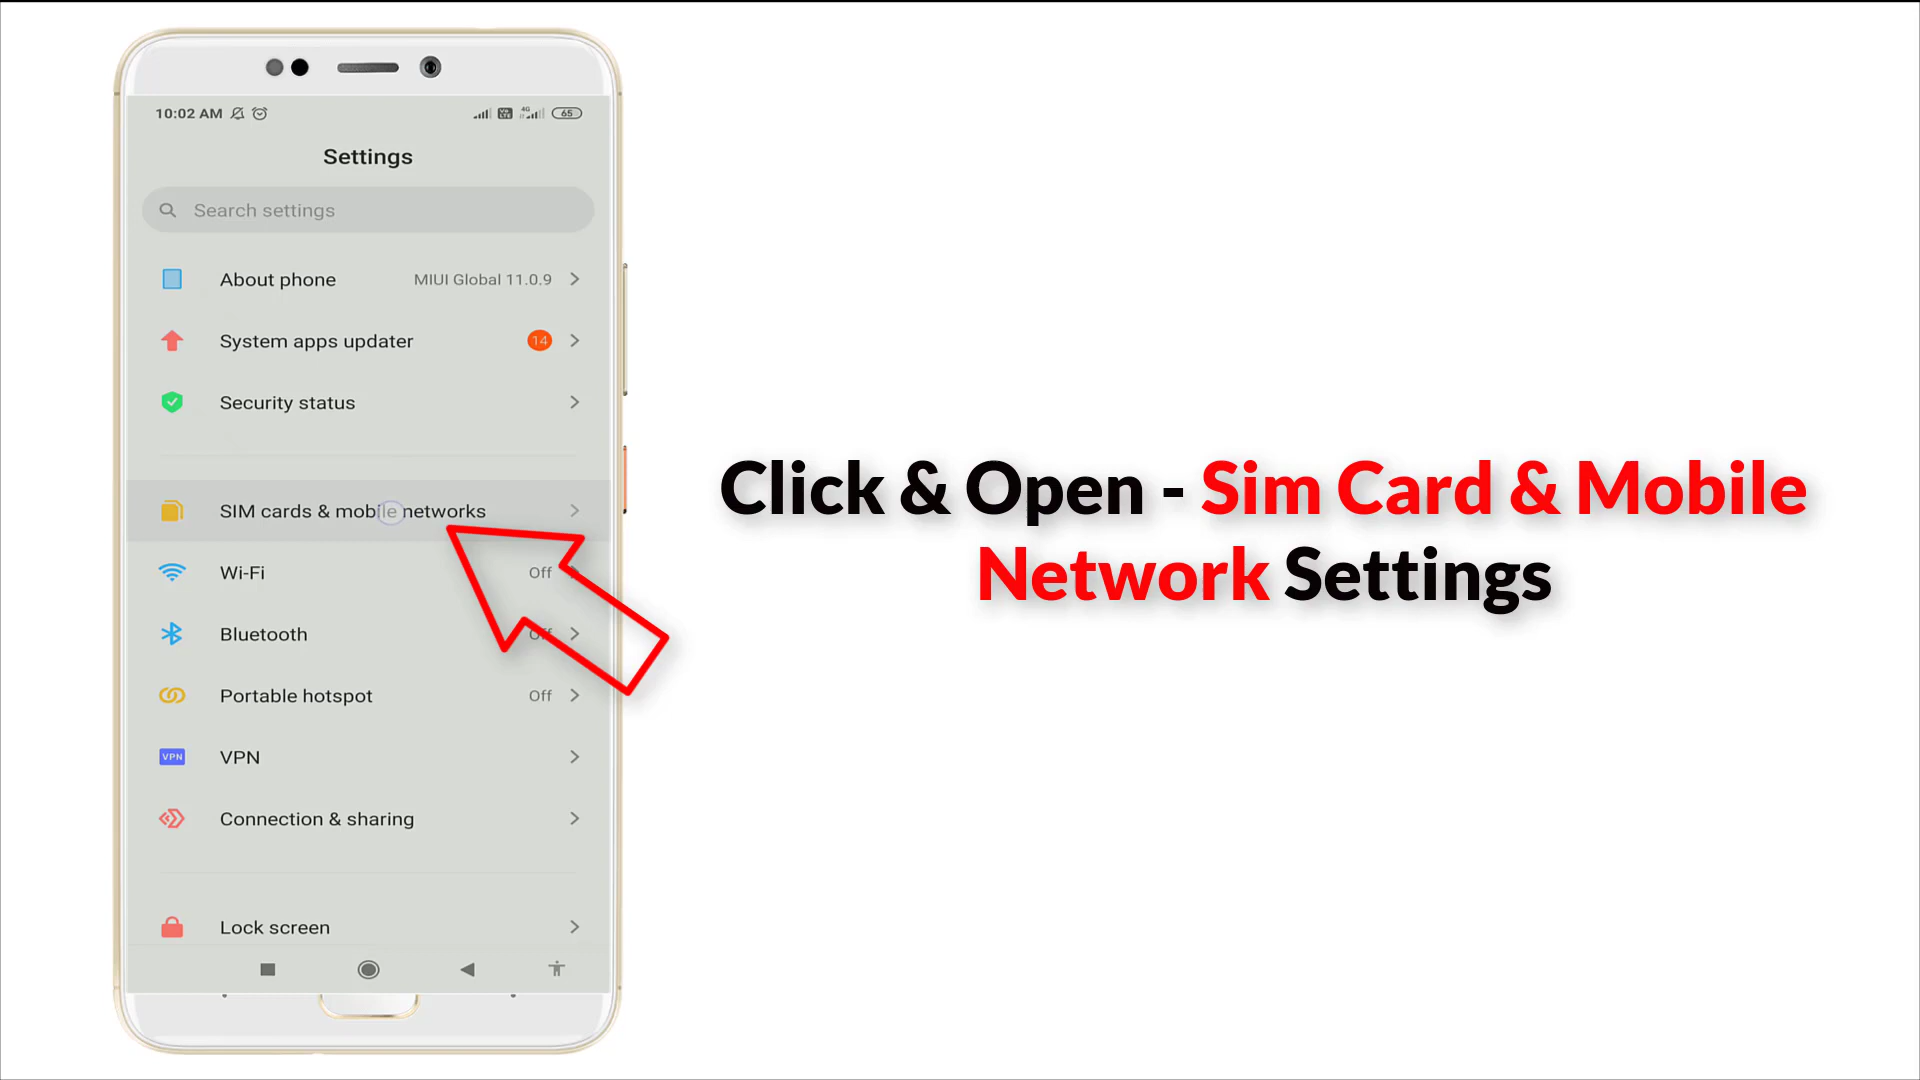 10:02 AM
4G
65
Settings
Search settings
About phone MIUI Global 11.0.9
System apps updater 14
Security status
SIM cards & mobile networks
Wi-Fi Off
Bluetooth Off
Portable hotspot Off
VPN VPN
Connection & sharing
Lock screen
Click & Open - Sim Card & Mobile
Network Settings